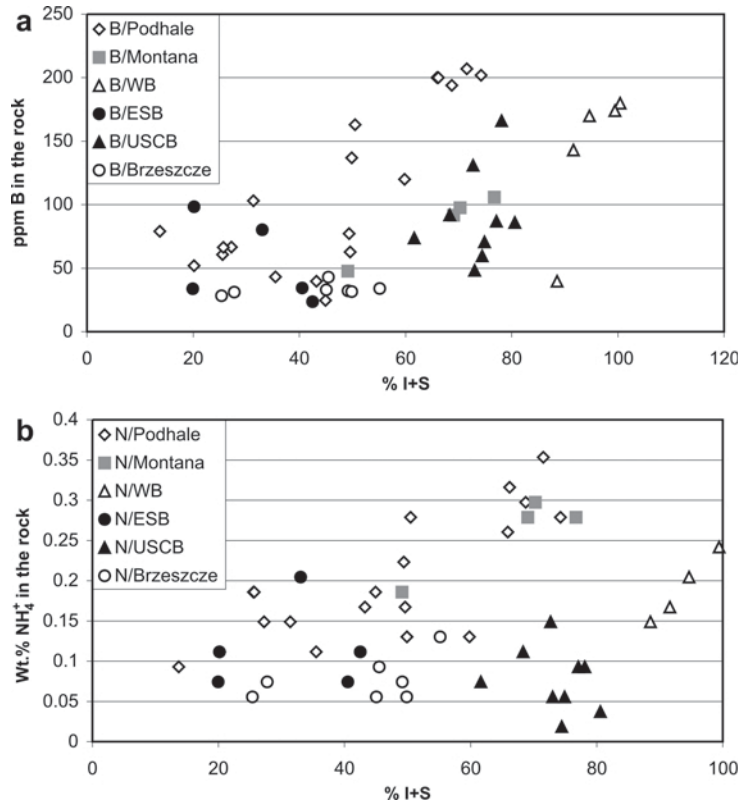 a
250
200
150
100
50
0
ppm B in the rock
B/Podhale
B/Montana
B/WB
B/ESB
B/USCB
B/Brzeszcze
0 20 40 60 80 100 120
% I+S
b
0.4
0.35
0.3
0.25
0.2
0.15
0.1
0.05
0
Wt.% NH₄⁺ in the rock
N/Podhale
N/Montana
N/WB
N/ESB
N/USCB
N/Brzeszcze
0 20 40 60 80 100
% I+S